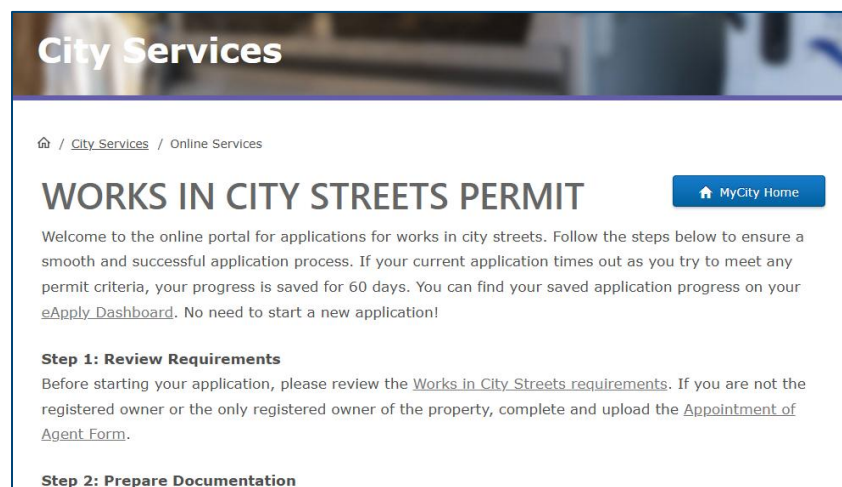 City Services
/ City Services / Online Services
WORKS IN CITY STREETS PERMIT
MyCity Home
Welcome to the online portal for applications for works in city streets. Follow the steps below to ensure a
smooth and successful application process. If your current application times out as you try to meet any
permit criteria, your progress is saved for 60 days. You can find your saved application progress on your
eApply Dashboard. No need to start a new application!
Step 1: Review Requirements
Before starting your application, please review the Works in City Streets requirements. If you are not the
registered owner or the only registered owner of the property, complete and upload the Appointment of
Agent Form.
Step 2: Prepare Documentation